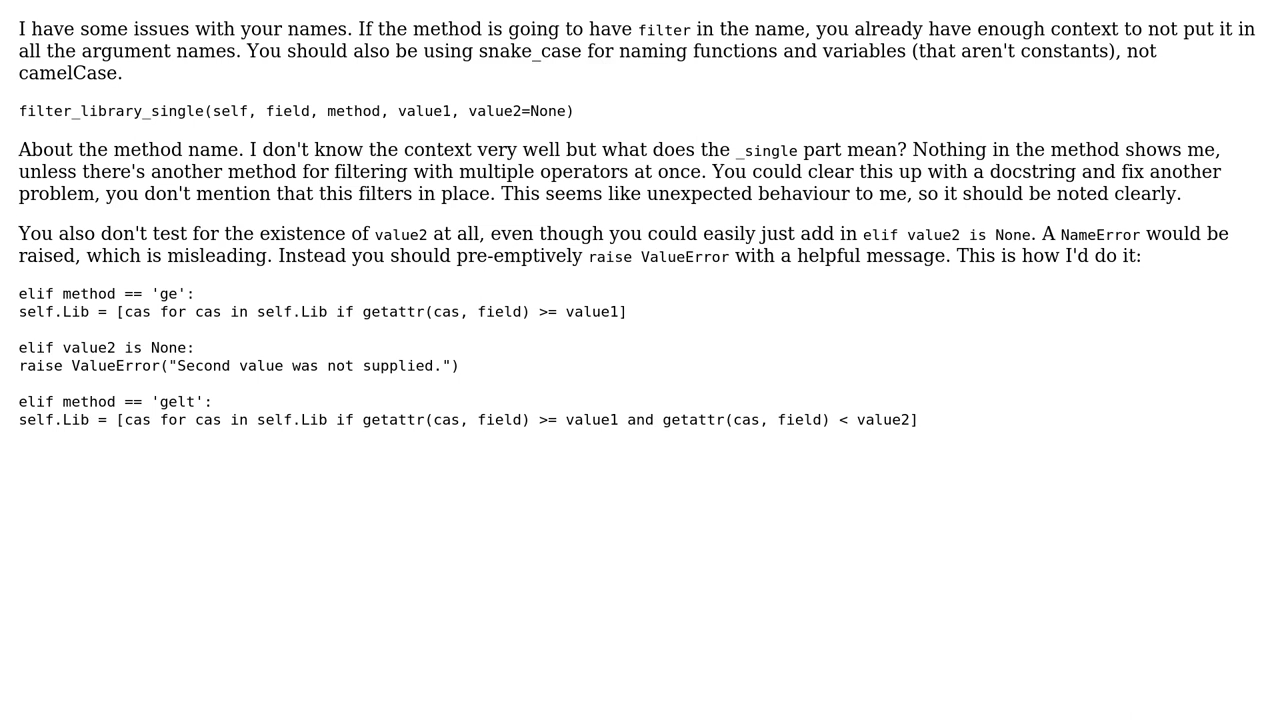 I have some issues with your names. If the method is going to have filter in the name, you already have enough context to not put it in
all the argument names. You should also be using snake_case for naming functions and variables (that aren't constants), not
camelCase.
filter_library_single(self, field, method, value1, value2=None)
About the method name. I don't know the context very well but what does the _single part mean? Nothing in the method shows me,
unless there's another method for filtering with multiple operators at once. You could clear this up with a docstring and fix another
problem, you don't mention that this filters in place. This seems like unexpected behaviour to me, so it should be noted clearly.
You also don't test for the existence of value2 at all, even though you could easily just add in elif value2 is None. A NameError would be
raised, which is misleading. Instead you should pre-emptively raise ValueError with a helpful message. This is how I'd do it:
elif method == 'ge':
self.Lib = [cas for cas in self.Lib if getattr(cas, field) >= value1]
elif value2 is None:
raise ValueError("Second value was not supplied.")
elif method == 'gelt':
self.Lib = [cas for cas in self.Lib if getattr(cas, field) >= value1 and getattr(cas, field) < value2]